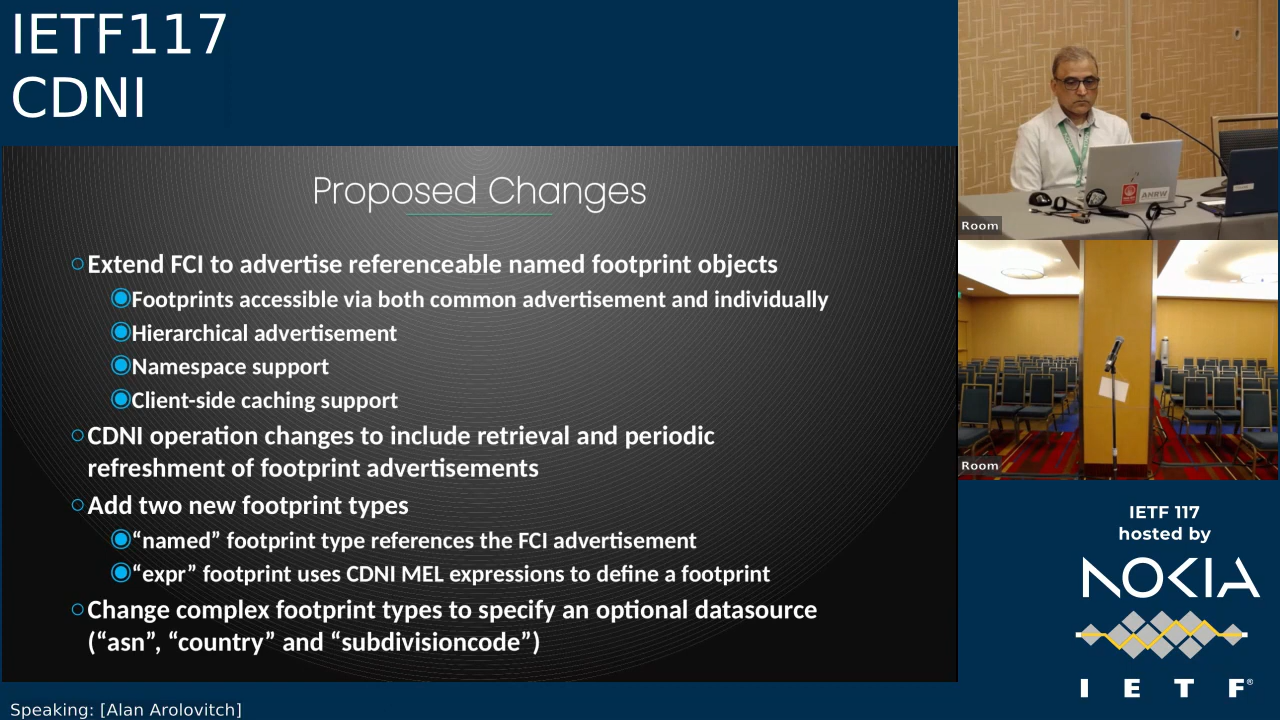 IETF117
CDNI
Proposed Changes
Extend FCI to advertise referenceable named footprint objects
Footprints accessible via both common advertisement and individually
Hierarchical advertisement
Namespace support
Client-side caching support
CDNI operation changes to include retrieval and periodic
refreshment of footprint advertisements
Add two new footprint types
“named” footprint type references the FCI advertisement
“expr” footprint uses CDNI MEL expressions to define a footprint
Change complex footprint types to specify an optional datasource
(“asn”, “country” and “subdivisioncode”)
Speaking: [Alan Arolovitch]
ANRW
Room
Room
IETF 117
hosted by
NOKIA
I E T F®